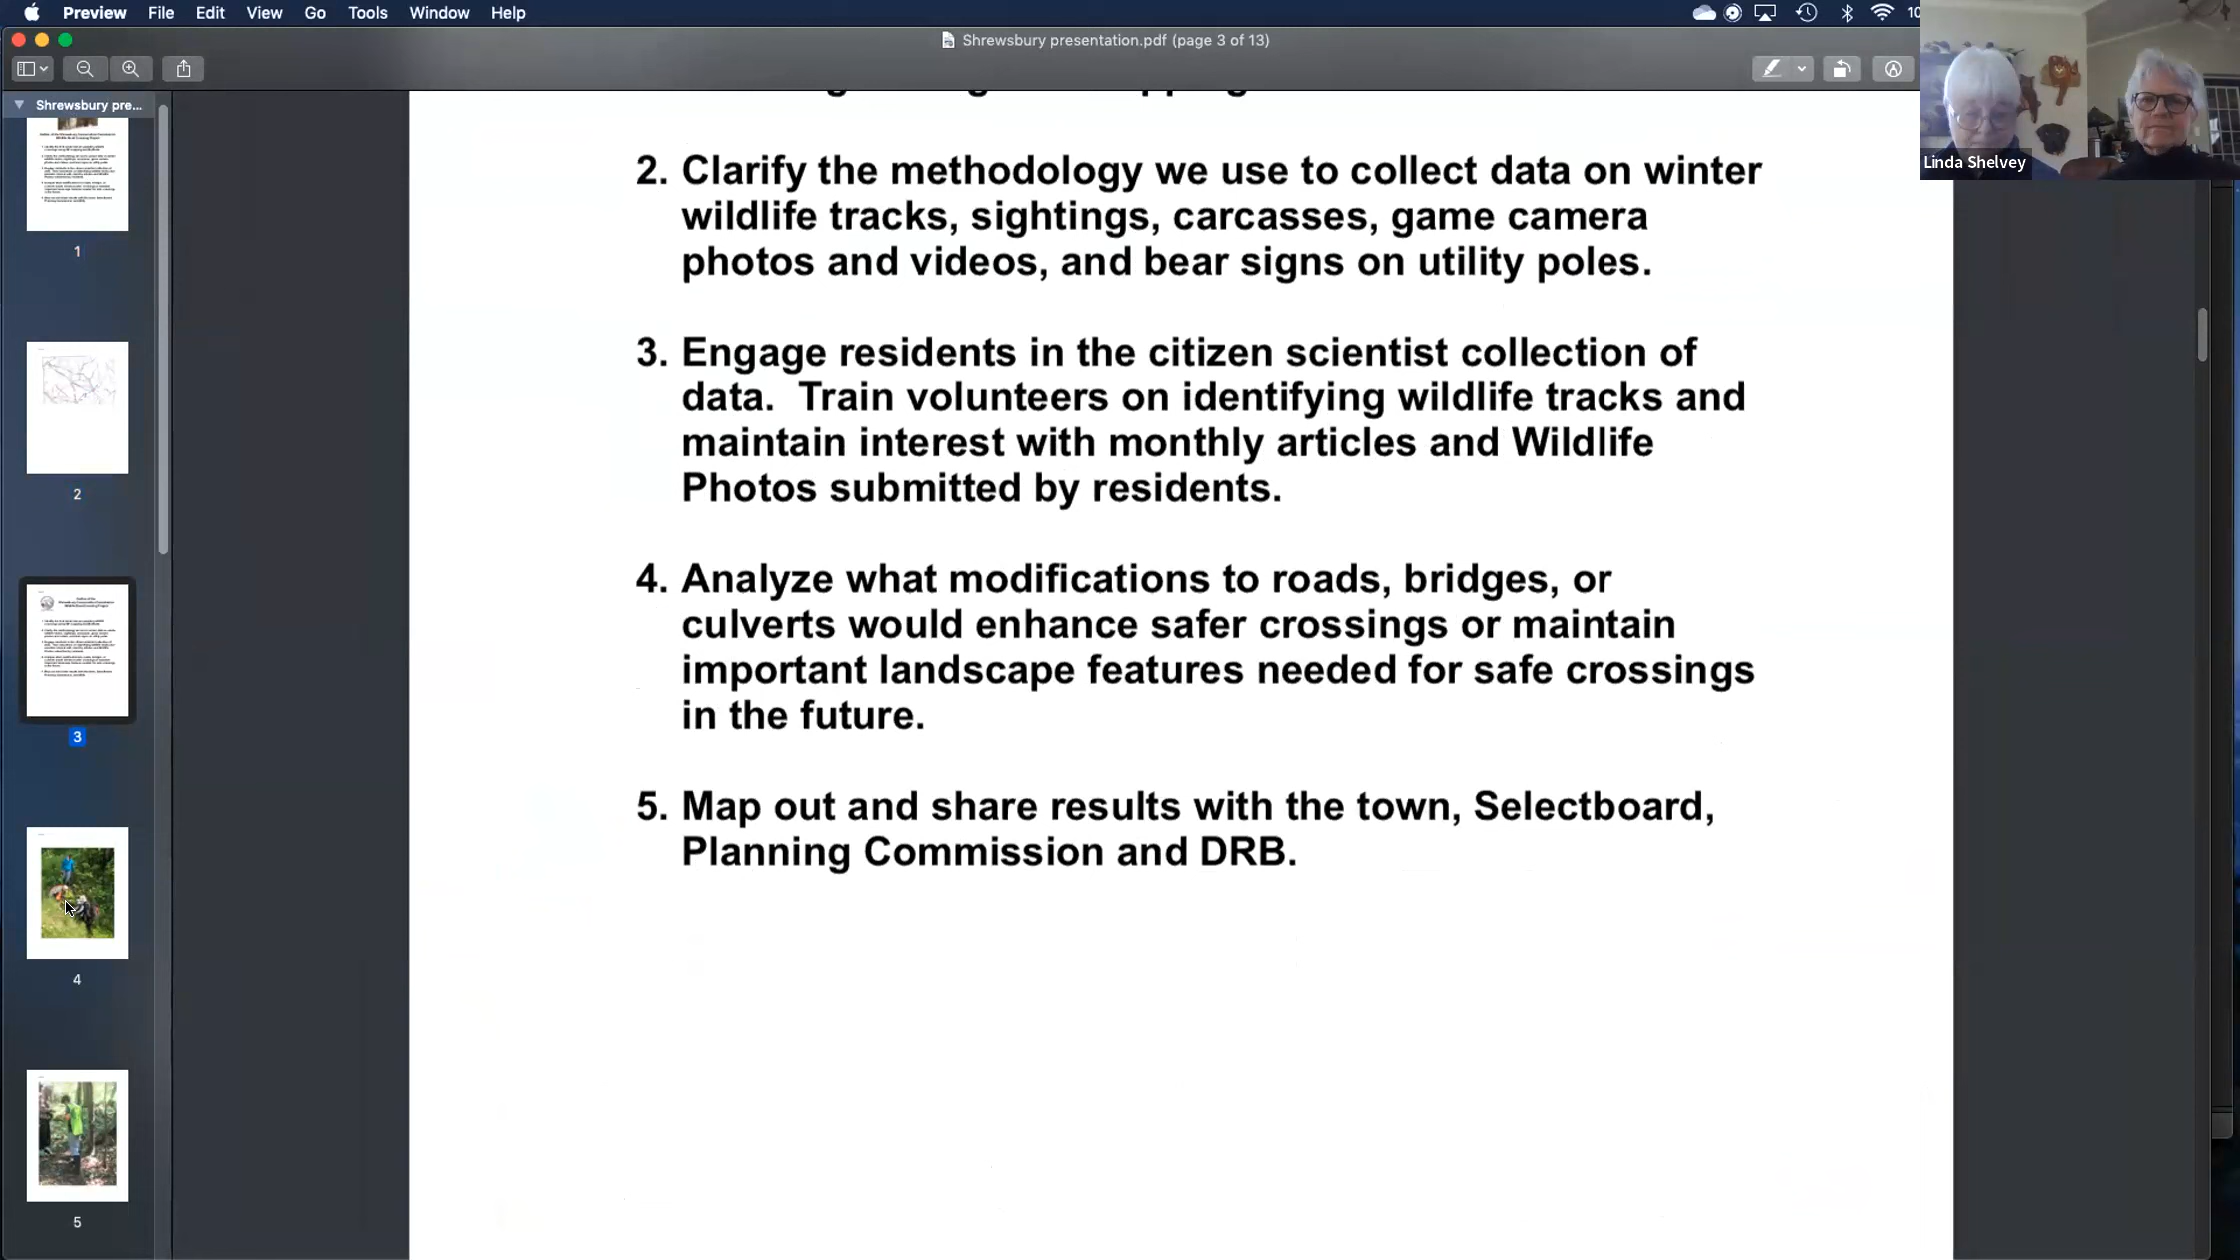 Preview File Edit View Go Tools Window Help
Shrewsbury presentation.pdf (page 3 of 13)
Shrewsbury pre...
Linda Shelvey
1
2
3
4
5
2. Clarify the methodology we use to collect data on winter
wildlife tracks, sightings, carcasses, game camera
photos and videos, and bear signs on utility poles.
3. Engage residents in the citizen scientist collection of
data. Train volunteers on identifying wildlife tracks and
maintain interest with monthly articles and Wildlife
Photos submitted by residents.
4. Analyze what modifications to roads, bridges, or
culverts would enhance safer crossings or maintain
important landscape features needed for safe crossings
in the future.
5. Map out and share results with the town, Selectboard,
Planning Commission and DRB.